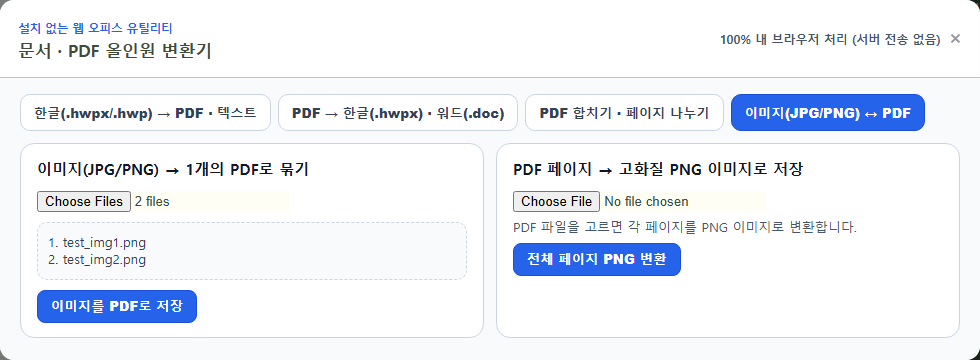 설치 없는 웹 오피스 유틸리티
문서 · PDF 올인원 변환기
100% 내 브라우저 처리 (서버 전송 없음) ×
한글(.hwpx/.hwp) → PDF · 텍스트
PDF → 한글(.hwpx) · 워드(.doc)
PDF 합치기 · 페이지 나누기
이미지(JPG/PNG) ↔ PDF
이미지(JPG/PNG) → 1개의 PDF로 묶기
Choose Files 2 files
1. test_img1.png
2. test_img2.png
이미지를 PDF로 저장
PDF 페이지 → 고화질 PNG 이미지로 저장
Choose File No file chosen
PDF 파일을 고르면 각 페이지를 PNG 이미지로 변환합니다.
전체 페이지 PNG 변환